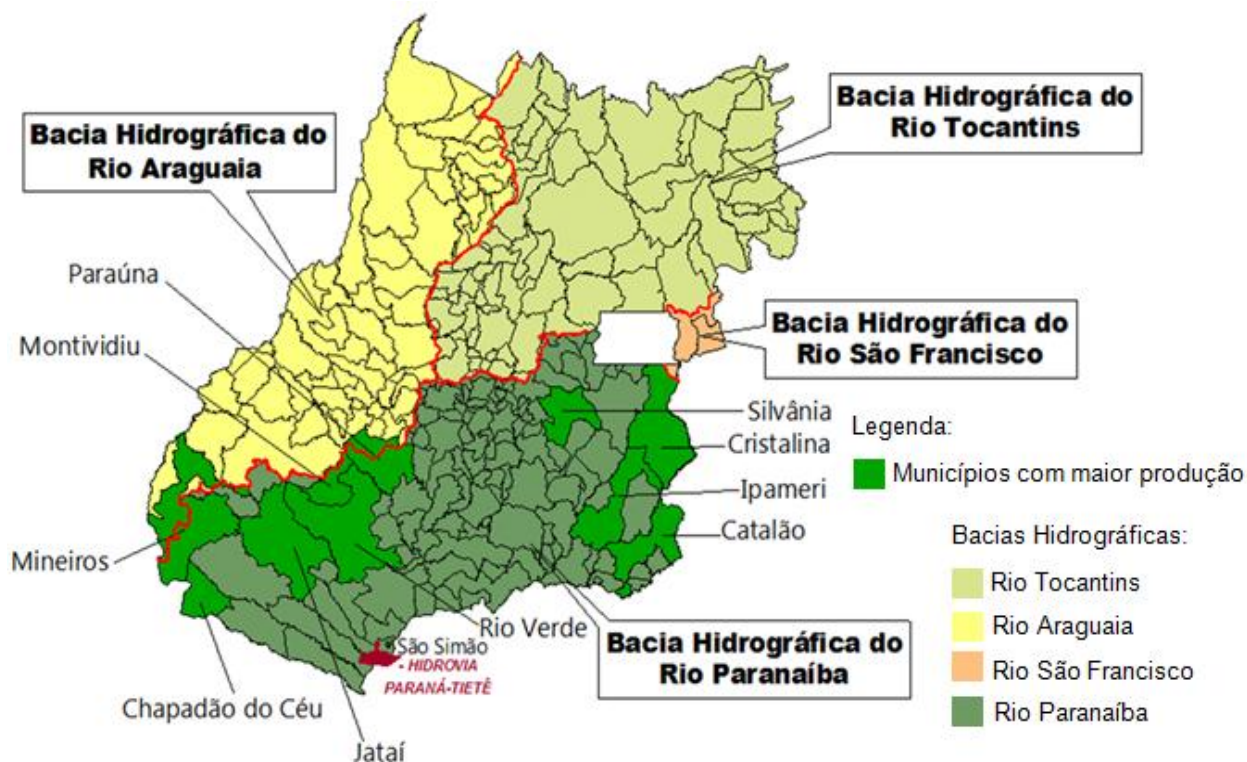 Bacia Hidrográfica do
Rio Tocantins
Bacia Hidrográfica do
Rio Araguaia
Paraúna
Montividiu
Bacia Hidrográfica do
Rio São Francisco
Silvânia
Cristalina
Ipameri
Catalão
Legenda:
Municípios com maior produção
Bacias Hidrográficas:
Rio Tocantins
Rio Araguaia
Rio São Francisco
Rio Paranaíba
Mineiros
Rio Verde
São Simão
- HIDROVIA
PARANÁ-TIETÊ
Bacia Hidrográfica do
Rio Paranaíba
Chapadão do Céu
Jataí